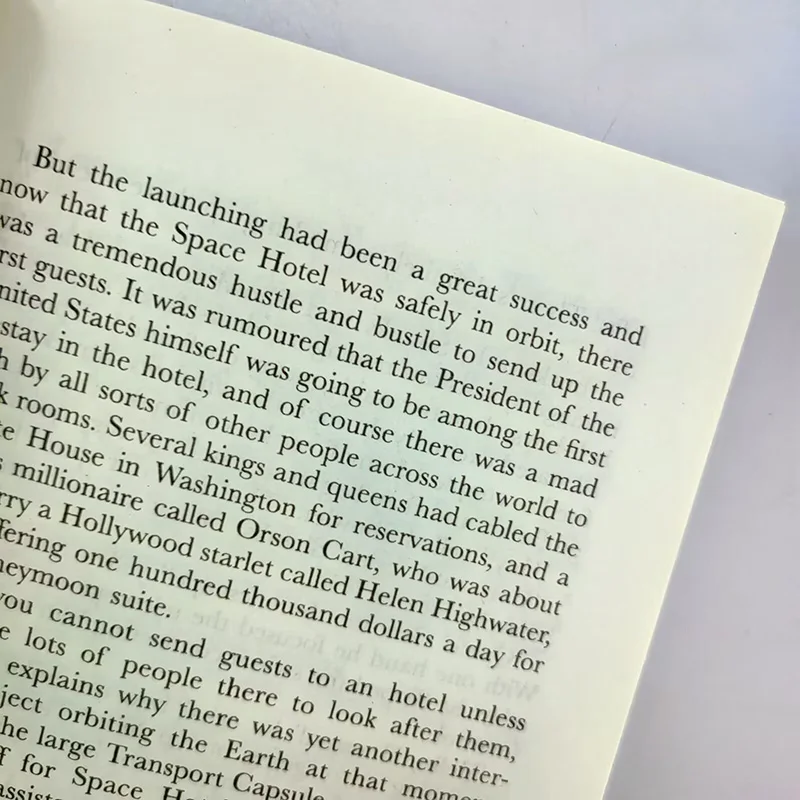 But the launching had been a great success and
now that the Space Hotel was safely in orbit, there
was a tremendous hustle and bustle to send up the
rst guests. It was rumoured that the President of the
nited States himself was going to be among the first
stay in the hotel, and of course there was a mad
h by all sorts of other people across the world to
k rooms. Several kings and queens had cabled the
te House in Washington for reservations, and a
s millionaire called Orson Cart, who was about
rry a Hollywood starlet called Helen Highwater,
fering one hundred thousand dollars a day for
neymoon suite.
you cannot send guests to an hotel unless
e lots of people there to look after them,
explains why there was yet another inter-
ject orbiting the Earth at that mome
he large Transport Capsule
f for Space H
assist